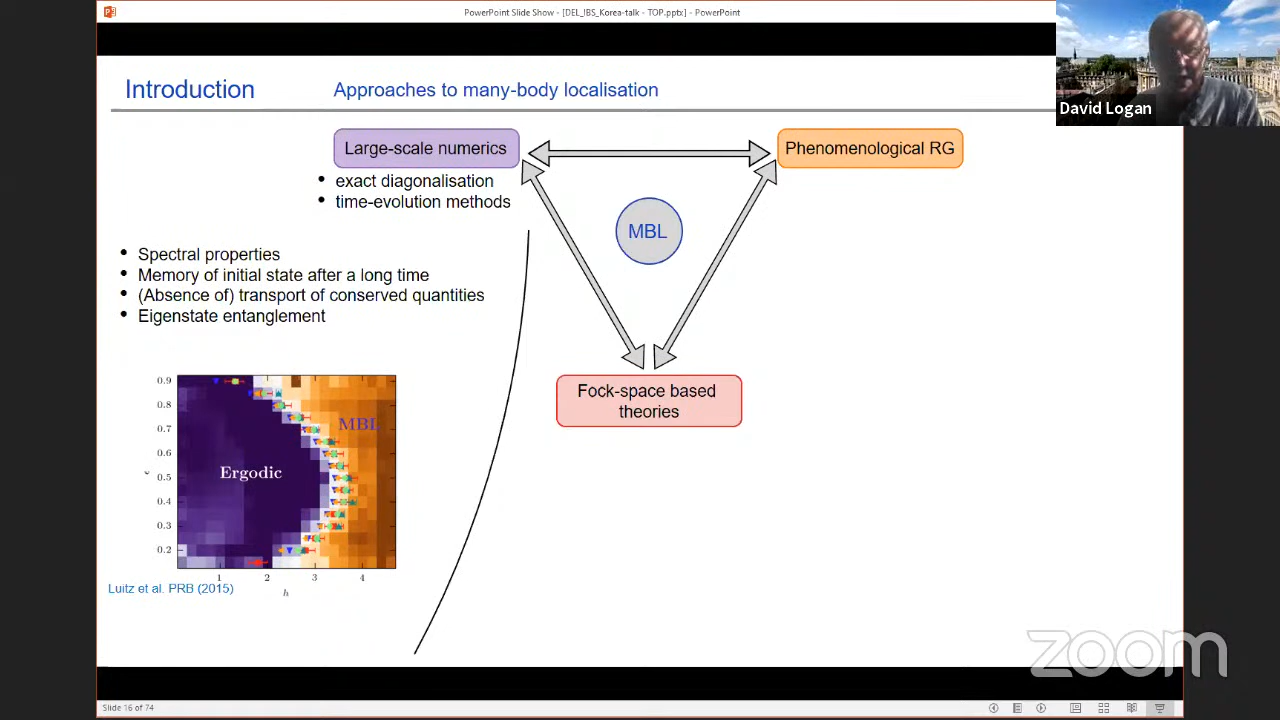 PowerPoint Slide Show - [DEL_IBS_Korea-talk - TOP.pptx] - PowerPoint
David Logan
Introduction
Approaches to many-body localisation
Large-scale numerics
Phenomenological RG
• exact diagonalisation
• time-evolution methods
MBL
• Spectral properties
• Memory of initial state after a long time
• (Absence of) transport of conserved quantities
• Eigenstate entanglement
Fock-space based
theories
0.9
0.8
0.7
0.6
0.5
0.4
0.3
0.2
ϵ
MBL
Ergodic
1 2 3 4
h
Luitz et al. PRB (2015)
zoom
Slide 16 of 74